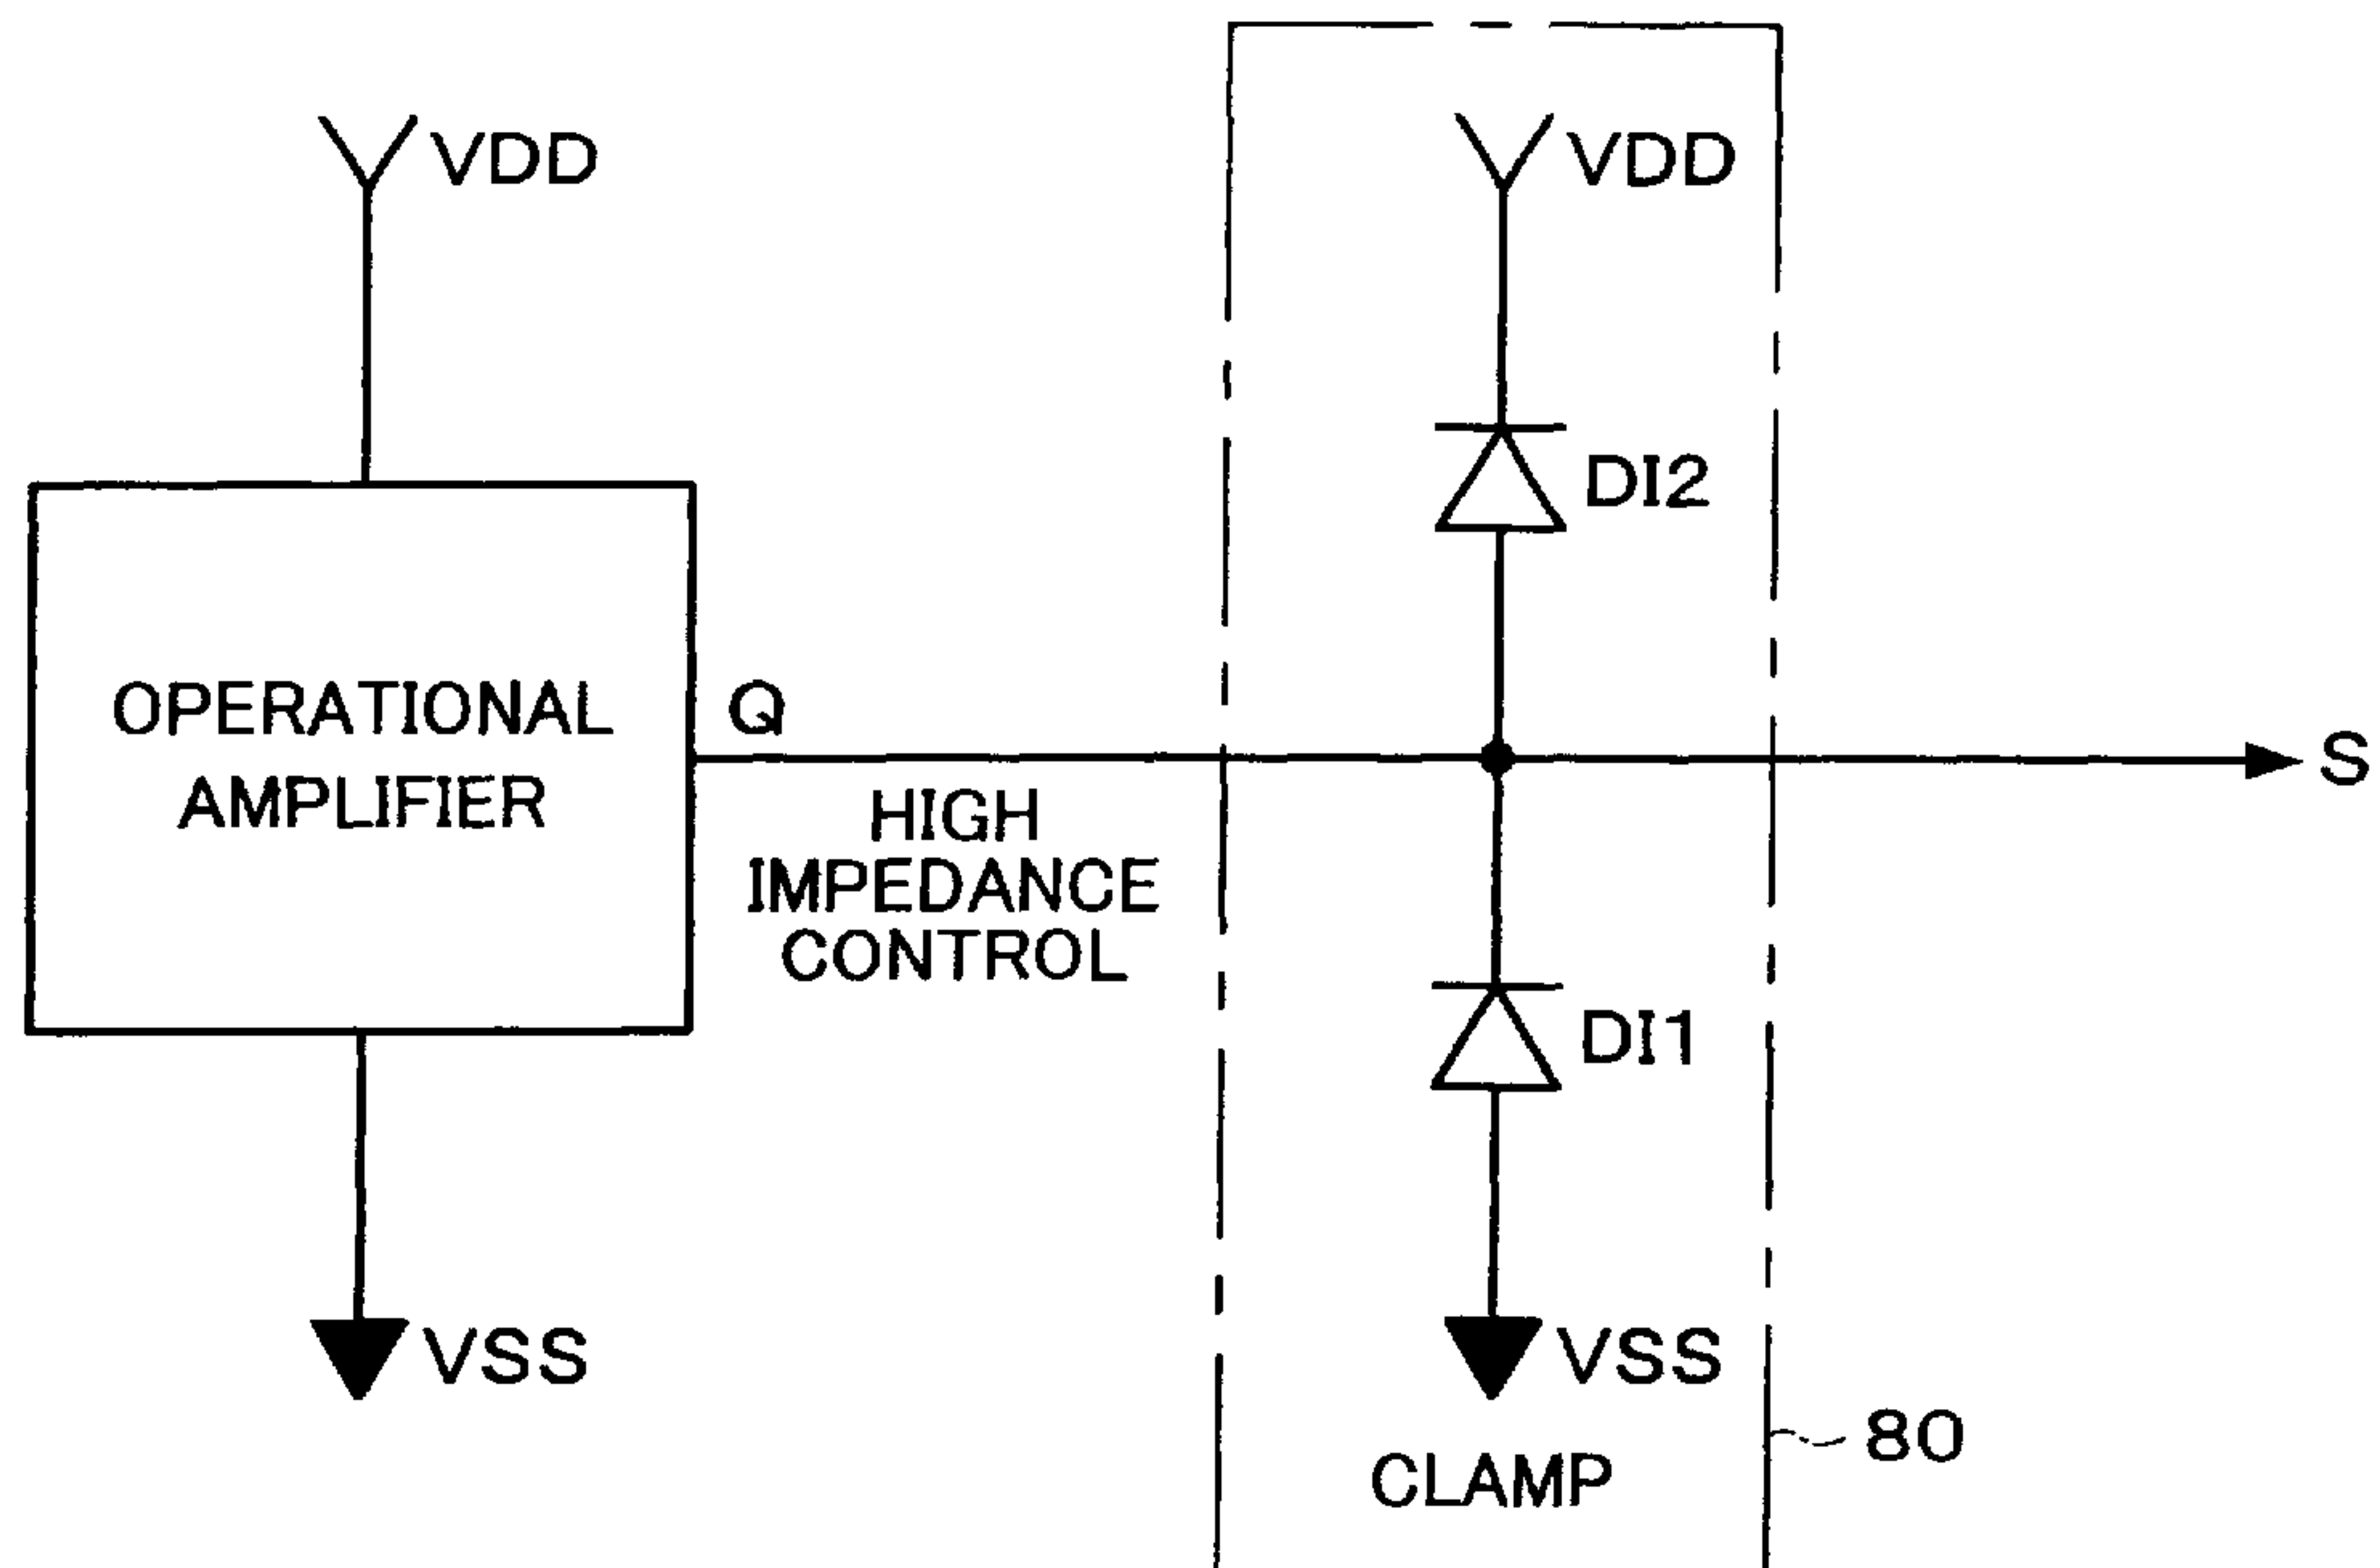 VDD
VDD
DI2
OPERATIONAL
AMPLIFIER
Q
S
HIGH
IMPEDANCE
CONTROL
DI1
VSS
VSS
80
CLAMP